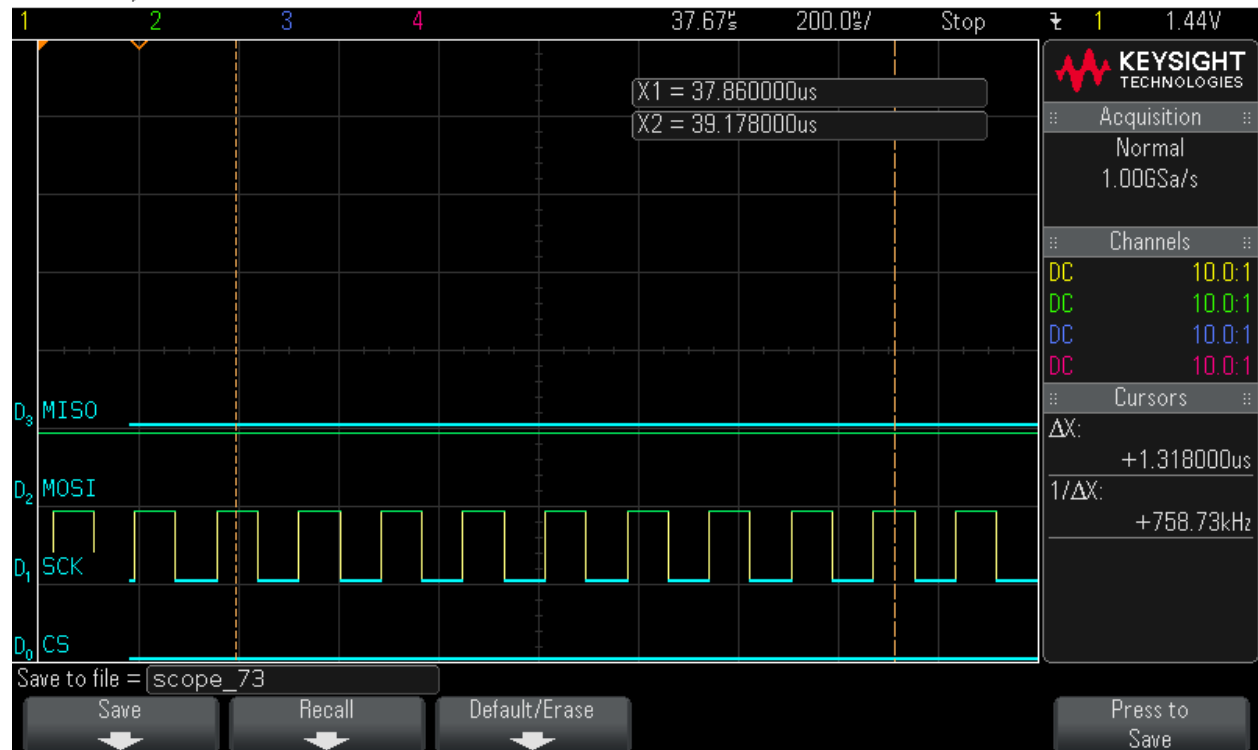 1 2 3 4 37.67µs 200.0ns/ Stop 1 1.44V
KEYSIGHT
TECHNOLOGIES
X1 = 37.860000us
X2 = 39.178000us
Acquisition
Normal
1.00GSa/s
Channels
DC 10.0:1
DC 10.0:1
DC 10.0:1
DC 10.0:1
Cursors
ΔX:
+1.318000us
1/ΔX:
+758.73kHz
D3 MISO
D2 MOSI
D1 SCK
D0 CS
Save to file = scope_73
Save
Recall
Default/Erase
Press to
Save